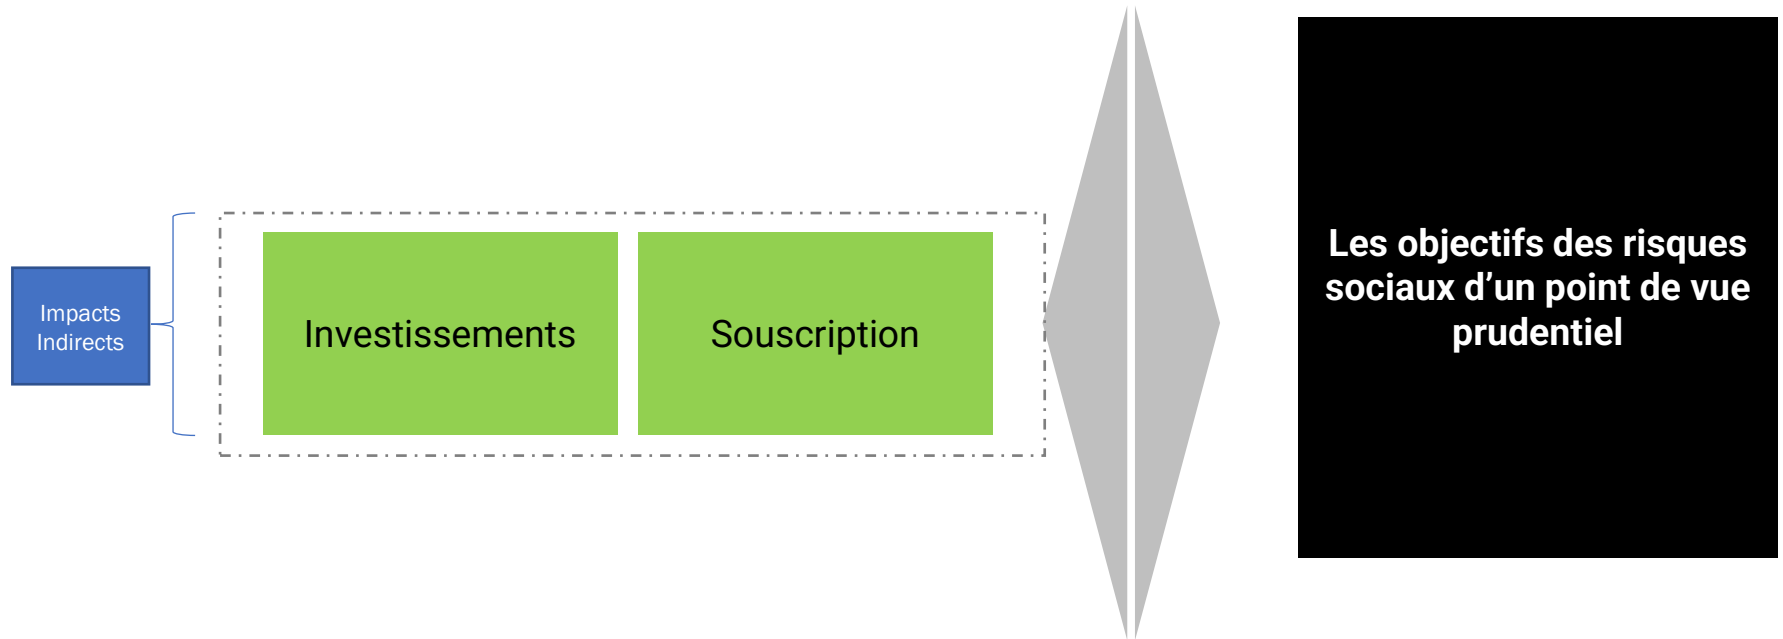 Impacts
Indirects
Investissements
Souscription
Les objectifs des risques
sociaux d’un point de vue
prudentiel